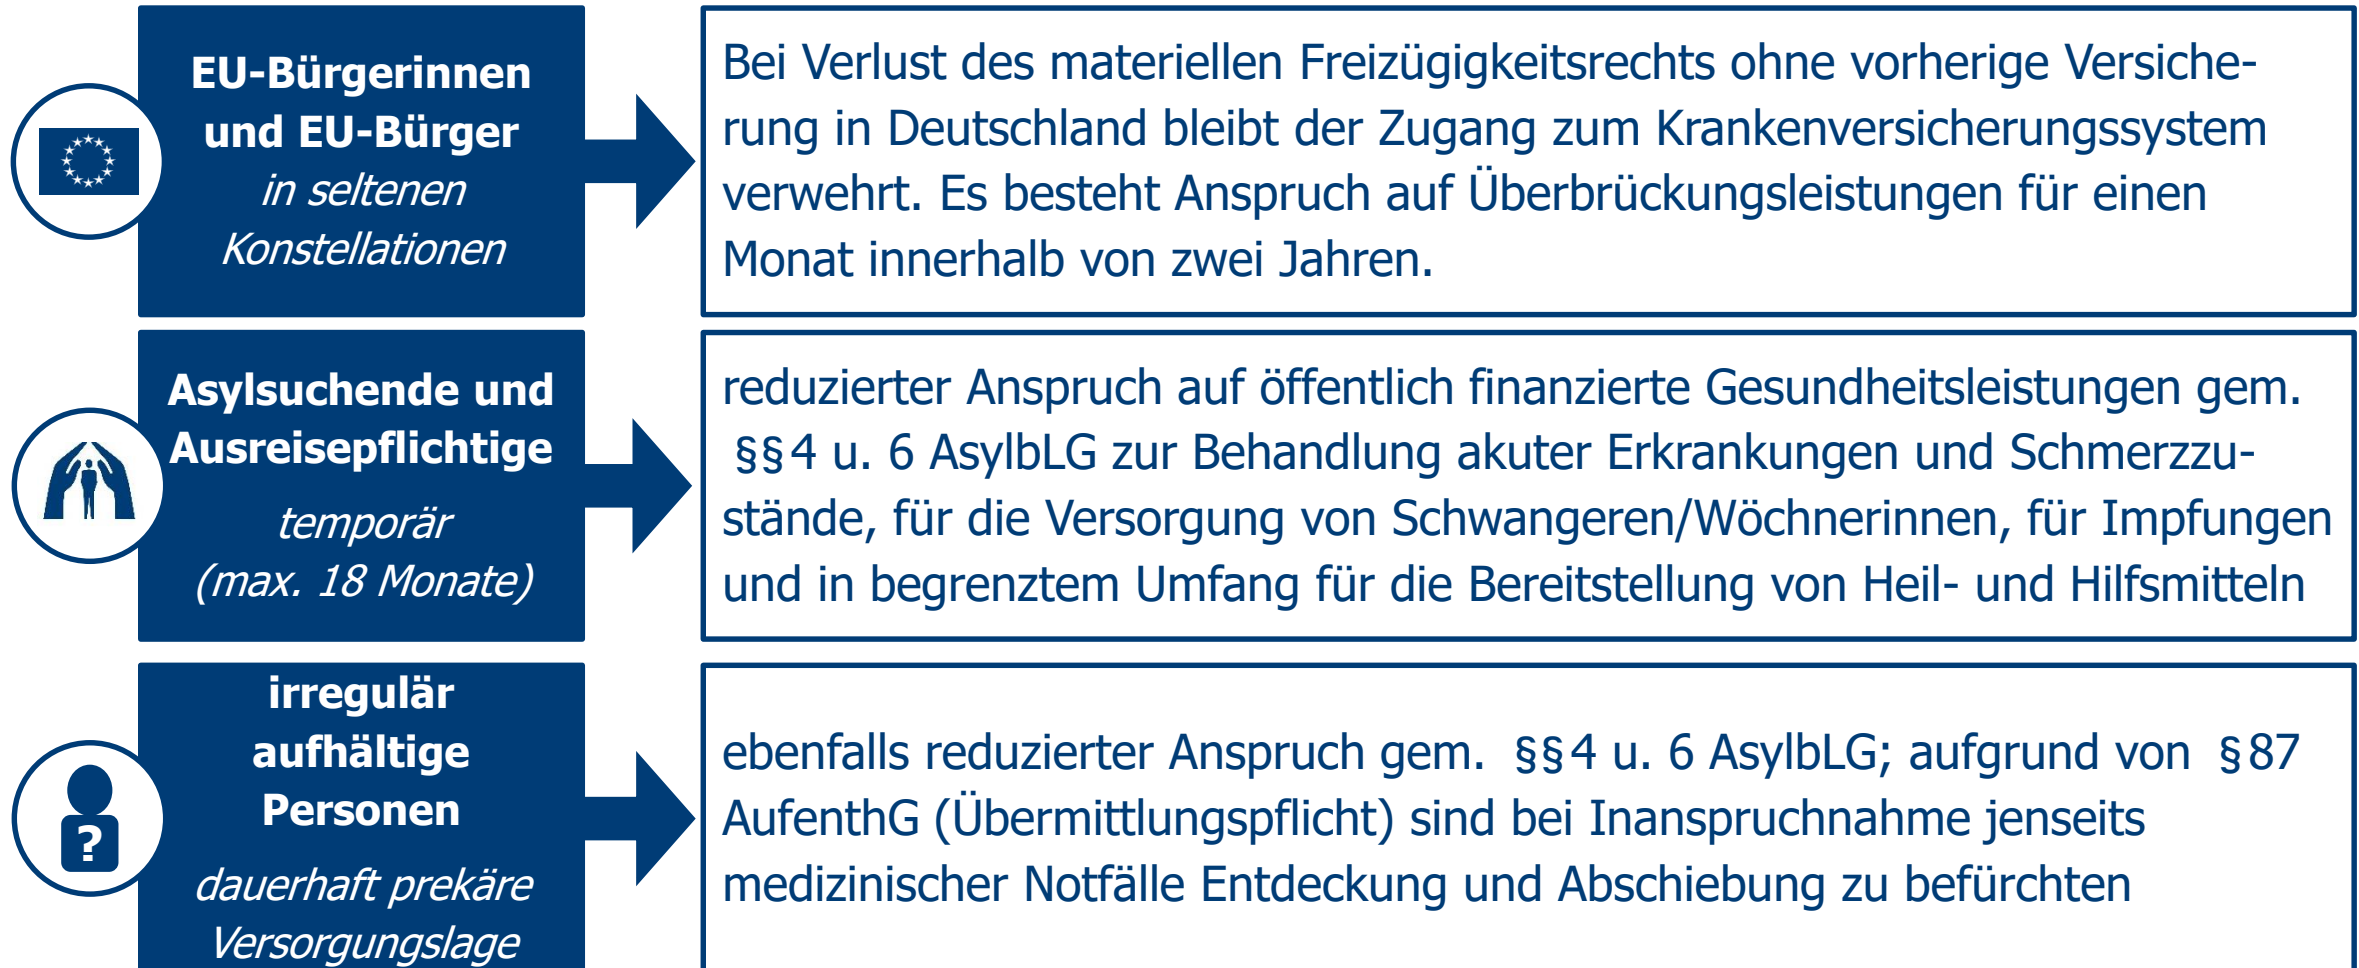 EU-Bürgerinnen
und EU-Bürger
in seltenen
Konstellationen
Bei Verlust des materiellen Freizügigkeitsrechts ohne vorherige Versiche-
rung in Deutschland bleibt der Zugang zum Krankenversicherungssystem
verwehrt. Es besteht Anspruch auf Überbrückungsleistungen für einen
Monat innerhalb von zwei Jahren.
Asylsuchende und
Ausreisepflichtige
temporär
(max. 18 Monate)
reduzierter Anspruch auf öffentlich finanzierte Gesundheitsleistungen gem.
§§4 u. 6 AsylbLG zur Behandlung akuter Erkrankungen und Schmerzzu-
stände, für die Versorgung von Schwangeren/Wöchnerinnen, für Impfungen
und in begrenztem Umfang für die Bereitstellung von Heil- und Hilfsmitteln
?
irregulär
aufhältige
Personen
dauerhaft prekäre
Versorgungslage
ebenfalls reduzierter Anspruch gem. §§4 u. 6 AsylbLG; aufgrund von §87
AufenthG (Übermittlungspflicht) sind bei Inanspruchnahme jenseits
medizinischer Notfälle Entdeckung und Abschiebung zu befürchten